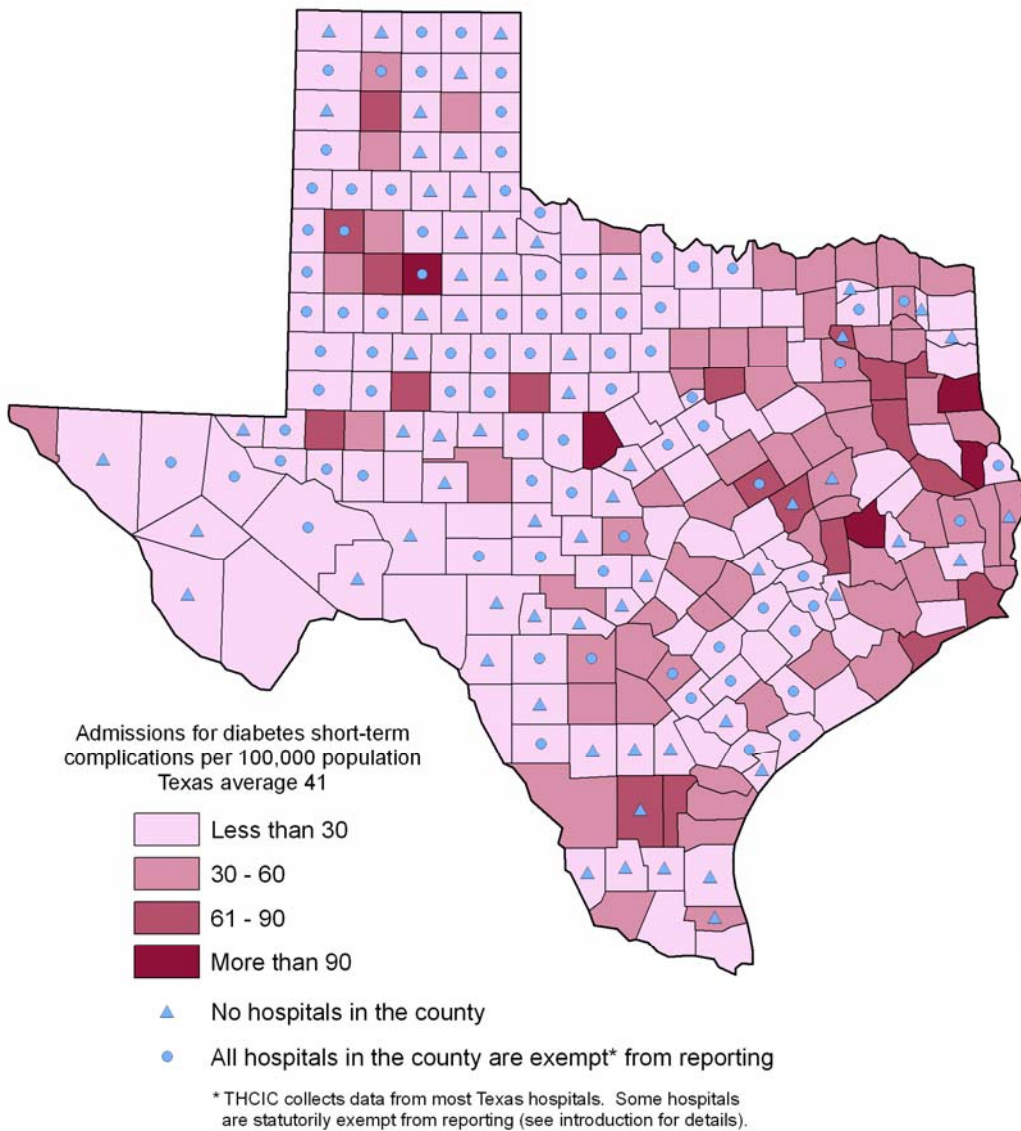 Admissions for diabetes short-term
complications per 100,000 population
Texas average 41
Less than 30
30 - 60
61 - 90
More than 90
No hospitals in the county
All hospitals in the county are exempt* from reporting
* THCIC collects data from most Texas hospitals. Some hospitals
are statutorily exempt from reporting (see introduction for details).